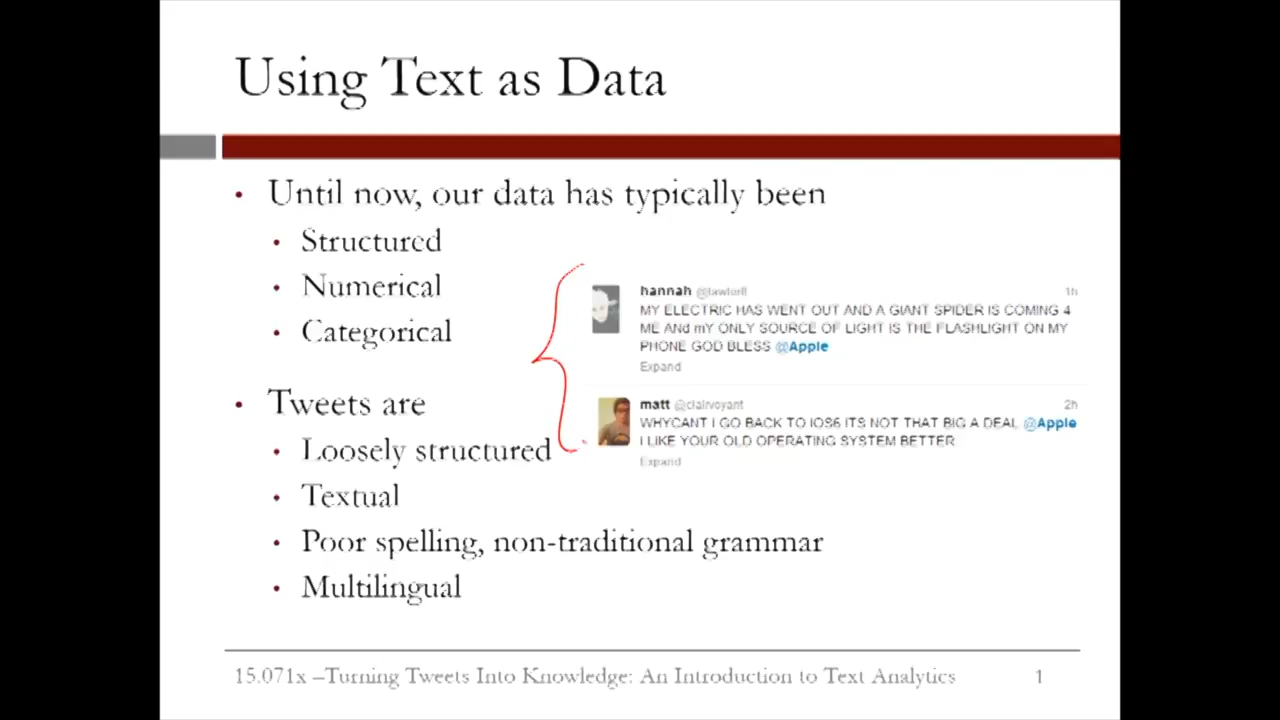 Using Text as Data
• Until now, our data has typically been
• Structured
• Numerical
• Categorical
hannah 1h
MY ELECTRIC HAS WENT OUT AND A GIANT SPIDER IS COMING 4
ME ANd mY ONLY SOURCE OF LIGHT IS THE FLASHLIGHT ON MY
PHONE GOD BLESS @Apple
Expand
matt @clairvoyant 2h
WHYCANT I GO BACK TO IOS6 ITS NOT THAT BIG A DEAL @Apple
I LIKE YOUR OLD OPERATING SYSTEM BETTER
Expand
• Tweets are
• Loosely structured
• Textual
• Poor spelling, non-traditional grammar
• Multilingual
15.071x –Turning Tweets Into Knowledge: An Introduction to Text Analytics 1